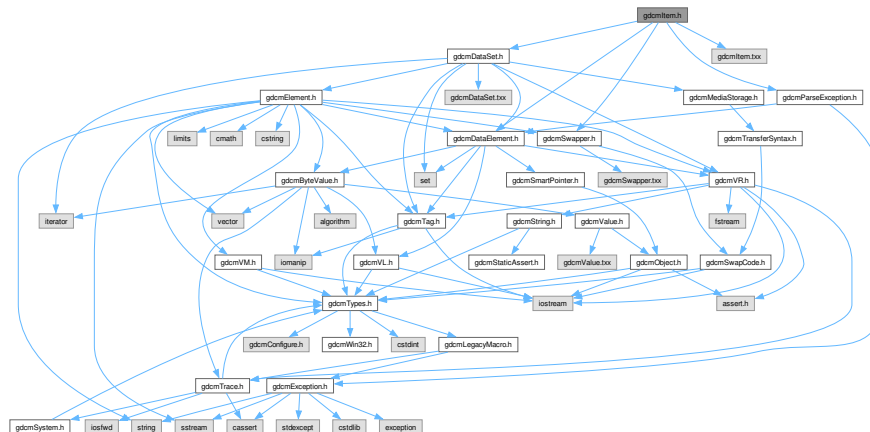 gdcmItem.h
gdcmDataSet.h
gdcmItem.txx
gdcmElement.h
gdcmDataSet.txx
gdcmMediaStorage.h
gdcmParseException.h
limits
cmath
cstring
gdcmDataElement.h
gdcmSwapper.h
gdcmTransferSyntax.h
gdcmByteValue.h
set
gdcmSmartPointer.h
gdcmSwapper.txx
gdcmVR.h
iterator
vector
algorithm
gdcmTag.h
gdcmString.h
gdcmValue.h
fstream
gdcmVM.h
iomanip
gdcmVL.h
gdcmStaticAssert.h
gdcmValue.txx
gdcmObject.h
gdcmSwapCode.h
gdcmTypes.h
iostream
assert.h
gdcmConfigure.h
gdcmWin32.h
cstdint
gdcmLegacyMacro.h
gdcmTrace.h
gdcmException.h
gdcmSystem.h
iosfwd
string
sstream
cassert
stdexcept
cstdlib
exception